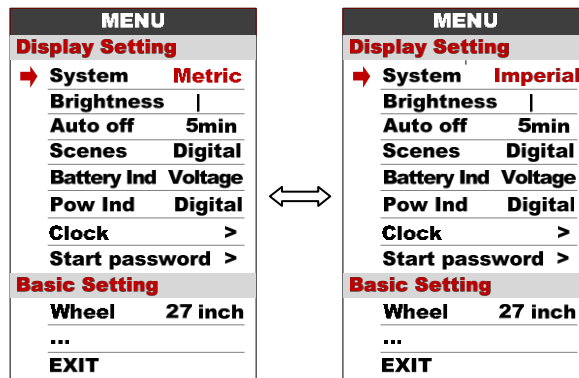 MENU
Display Setting
System Metric
Brightness |
Auto off 5min
Scenes Digital
Battery Ind Voltage
Pow Ind Digital
Clock >
Start password >
Basic Setting
Wheel 27 inch
...
EXIT
MENU
Display Setting
System Imperial
Brightness |
Auto off 5min
Scenes Digital
Battery Ind Voltage
Pow Ind Digital
Clock >
Start password >
Basic Setting
Wheel 27 inch
...
EXIT